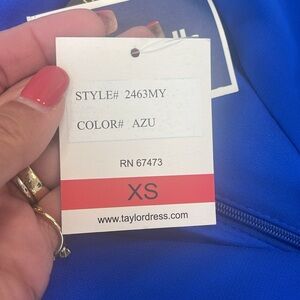 STYLE# 2463MY
COLOR# AZU
RN 67473
XS
www.taylordress.com